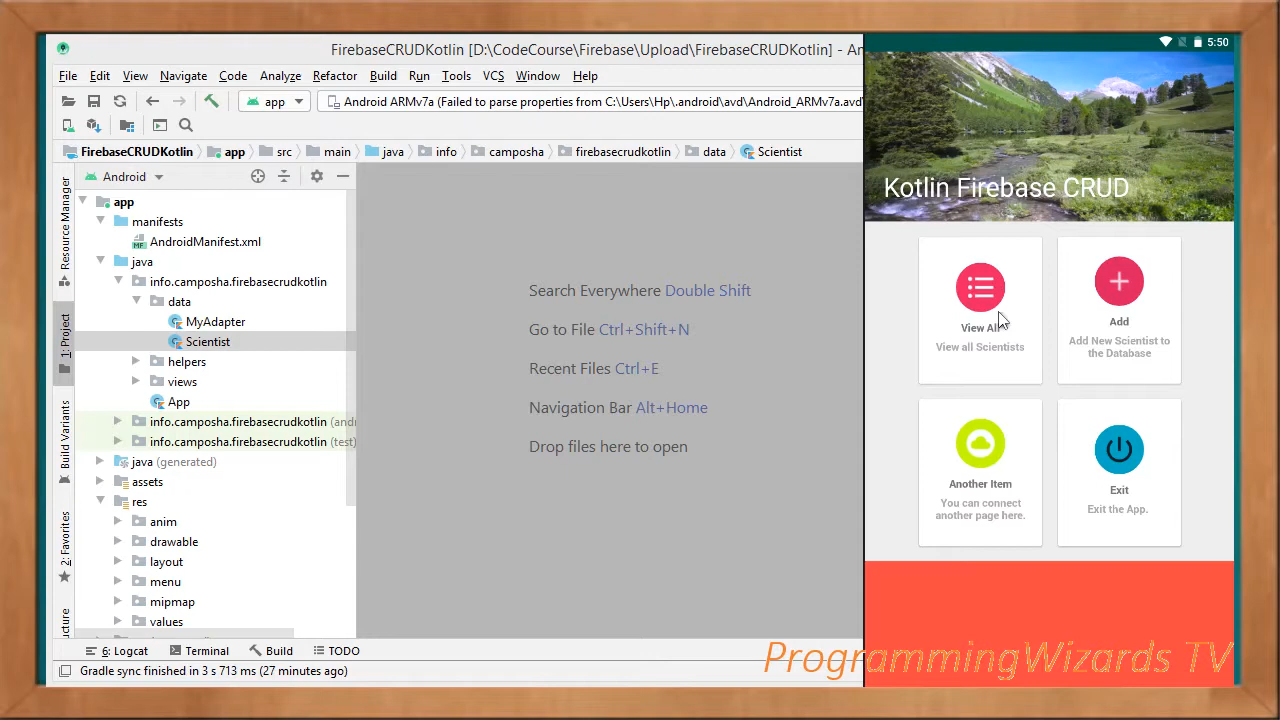 FirebaseCRUDKotlin [D:\CodeCourse\Firebase\Upload\FirebaseCRUDKotlin] - An
File Edit View Navigate Code Analyze Refactor Build Run Tools VCS Window Help
app Android ARMv7a (Failed to parse properties from C:\Users\Hp\.android\avd\Android_ARMv7a.avd
FirebaseCRUDKotlin app src main java info camposha firebasecrudkotlin data Scientist
Android
app
manifests
AndroidManifest.xml
java
info.camposha.firebasecrudkotlin
data
MyAdapter
Scientist
helpers
views
App
info.camposha.firebasecrudkotlin (andr
info.camposha.firebasecrudkotlin (test)
java (generated)
assets
res
anim
drawable
layout
menu
mipmap
values
Resource Manager
1: Project
Build Variants
2: Favorites
ucture
Search Everywhere Double Shift
Go to File Ctrl+Shift+N
Recent Files Ctrl+E
Navigation Bar Alt+Home
Drop files here to open
6: Logcat Terminal Build TODO
Gradle sync finished in 3 s 713 ms (27 minutes ago)
5:50
Kotlin Firebase CRUD
View All
View all Scientists
Add
Add New Scientist to
the Database
Another Item
You can connect
another page here.
Exit
Exit the App.
ProgrammingWizards TV